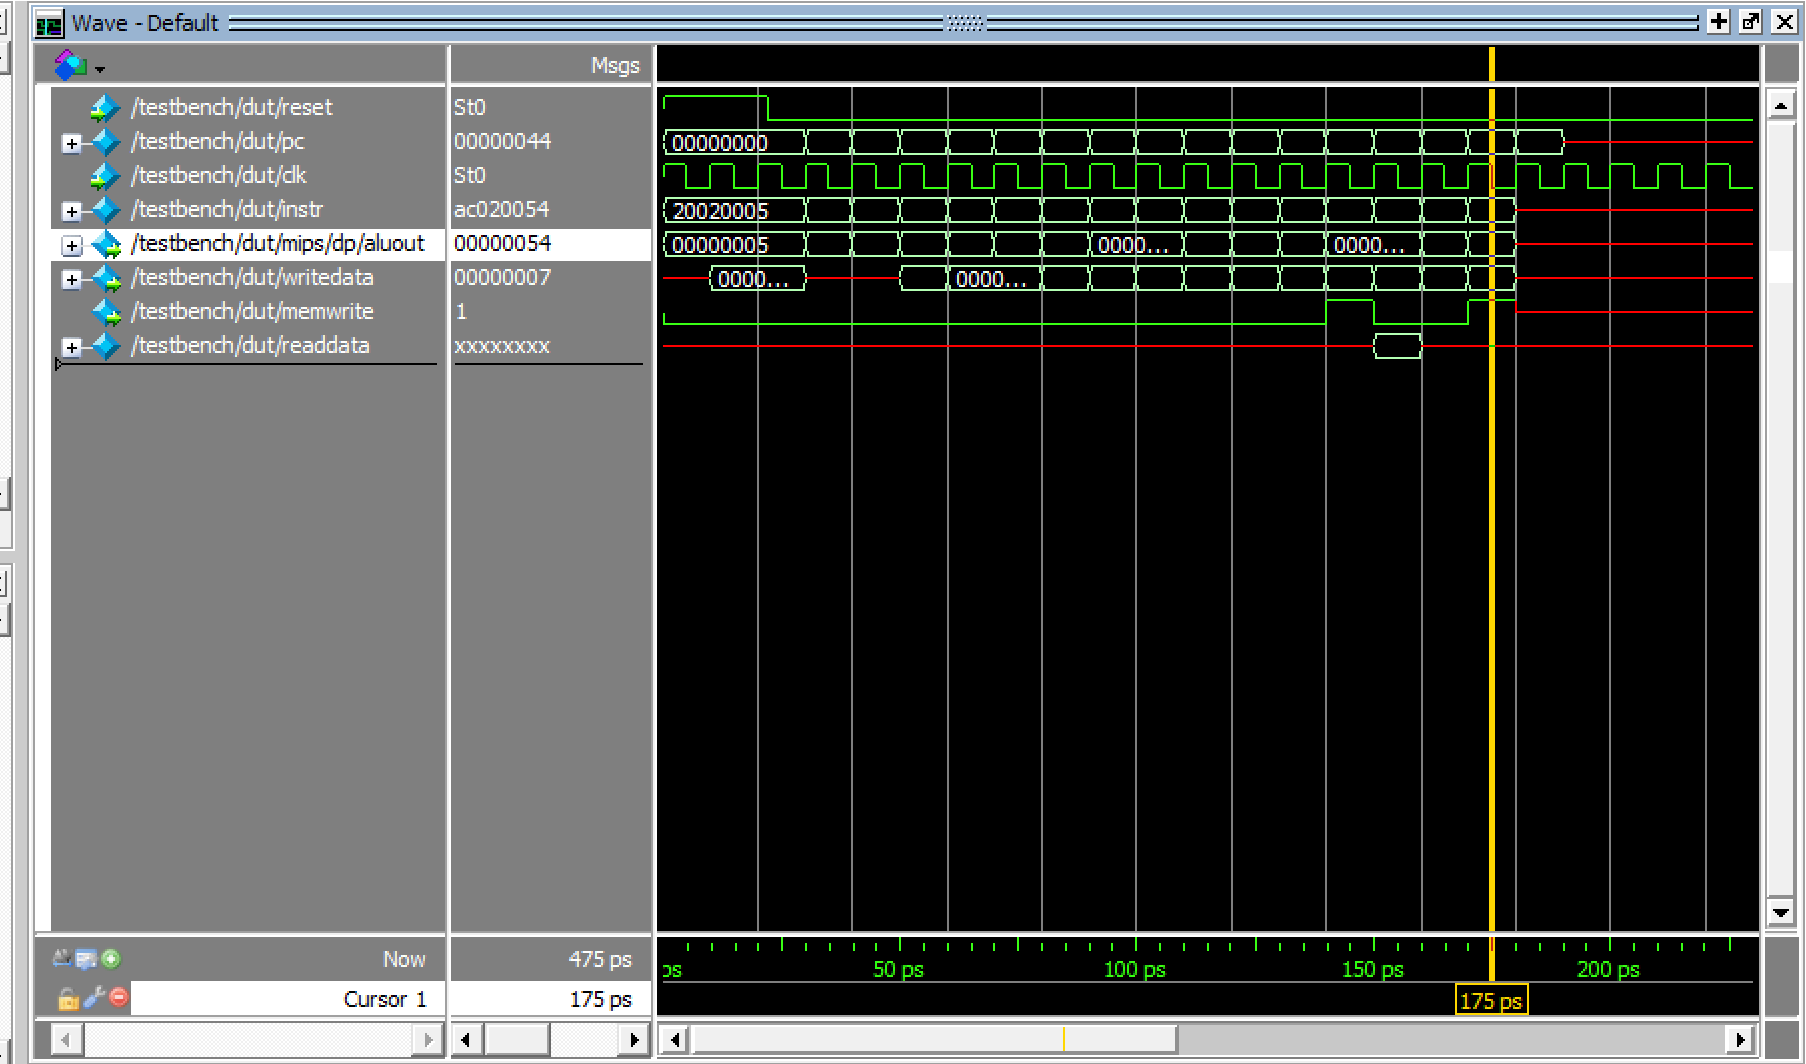 Wave - Default
Msgs
/testbench/dut/reset St0
/testbench/dut/pc 00000044 00000000
/testbench/dut/clk St0
/testbench/dut/instr ac020054 20020005
/testbench/dut/mips/dp/aluout 00000054 00000005 0000... 0000...
/testbench/dut/writedata 00000007 0000... 0000...
/testbench/dut/memwrite 1
/testbench/dut/readdata xxxxxxxx
Now 475 ps ps 50 ps 100 ps 150 ps 200 ps
Cursor 1 175 ps 175 ps